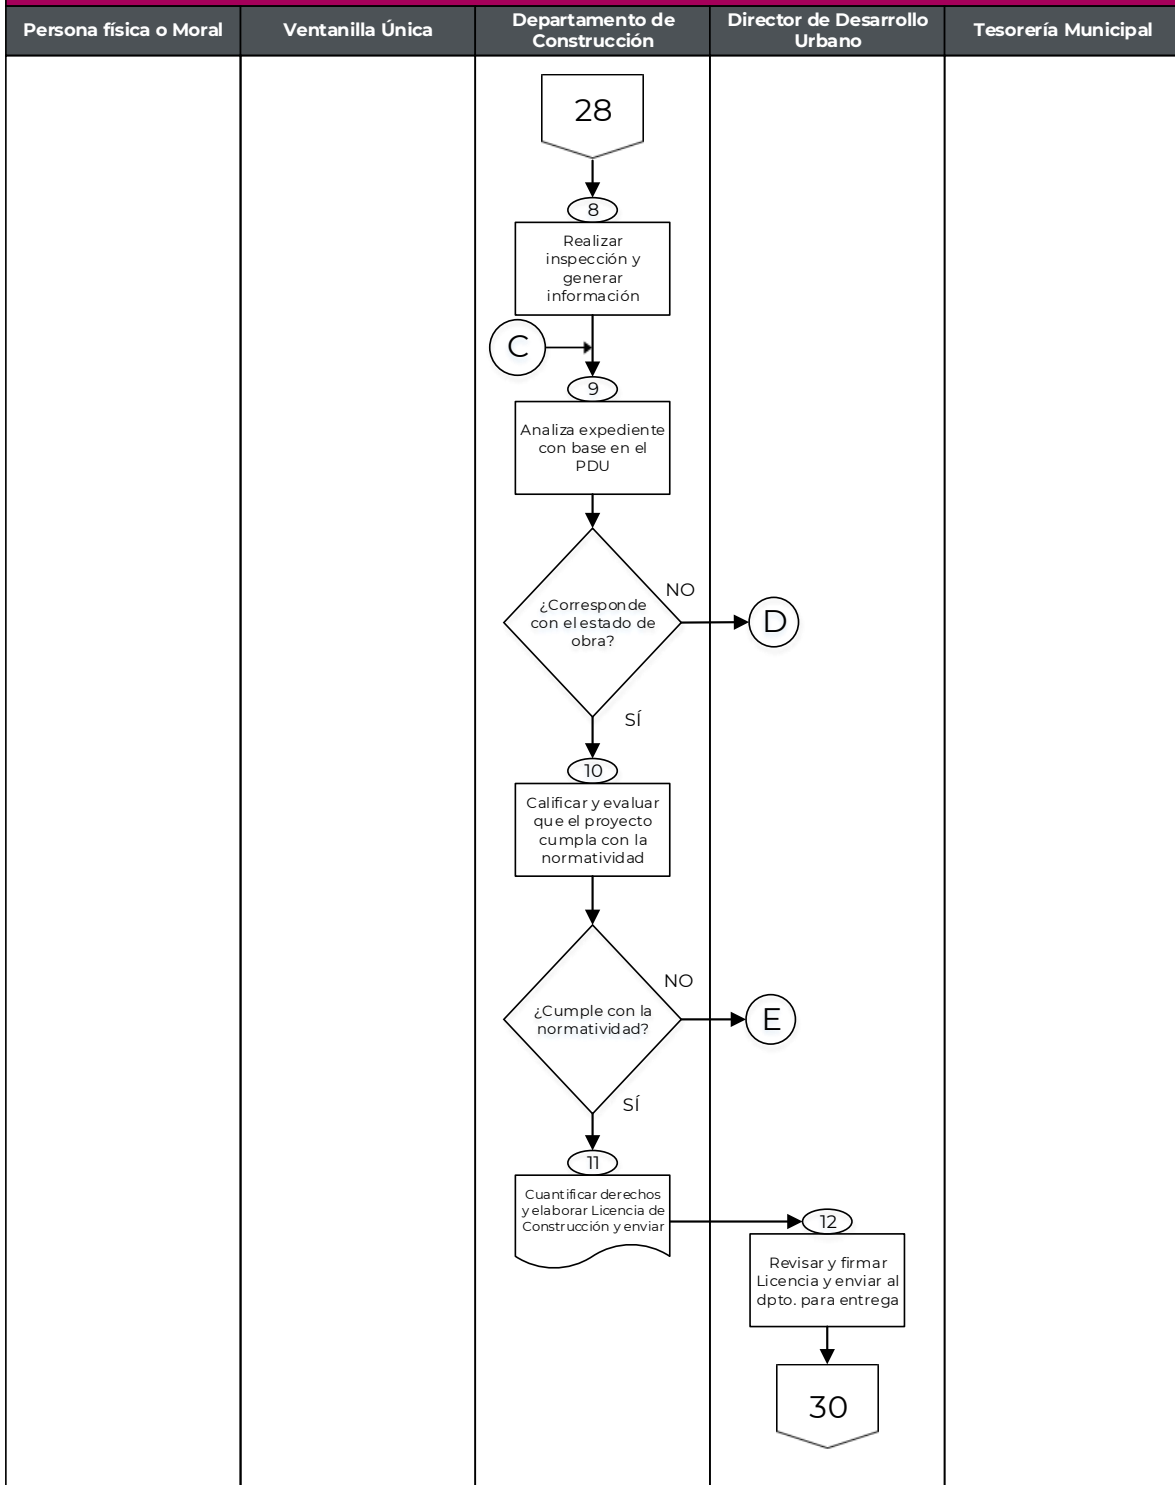 Persona física o Moral
Ventanilla Única
Departamento de
Construcción
Director de Desarrollo
Urbano
Tesorería Municipal
28
8
Realizar
inspección y
generar
información
C
9
Analiza expediente
con base en el
PDU
¿Corresponde
con el estado de
obra?
NO
D
SÍ
10
Calificar y evaluar
que el proyecto
cumpla con la
normatividad
¿Cumple con la
normatividad?
NO
E
SÍ
11
Cuantificar derechos
y elaborar Licencia de
Construcción y enviar
12
Revisar y firmar
Licencia y enviar al
dpto. para entrega
30